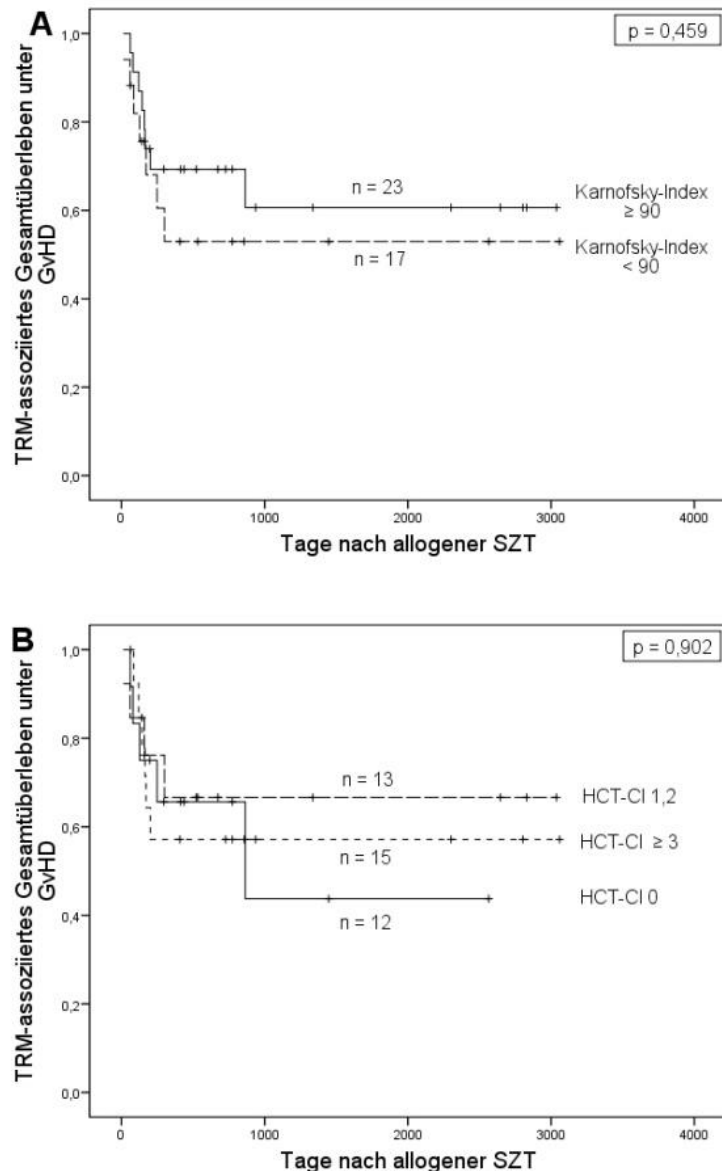 A
p = 0,459
TRM-assoziiertes Gesamtüberleben unter
GvHD
1,0
0,8
0,6
0,4
0,2
0,0
n = 23
Karnofsky-Index
≥ 90
n = 17
Karnofsky-Index
< 90
0
1000
2000
3000
4000
Tage nach allogener SZT
B
p = 0,902
TRM-assoziiertes Gesamtüberleben unter
GvHD
1,0
0,8
0,6
0,4
0,2
0,0
n = 13
HCT-CI 1,2
HCT-CI ≥ 3
n = 15
HCT-CI 0
n = 12
0
1000
2000
3000
4000
Tage nach allogener SZT